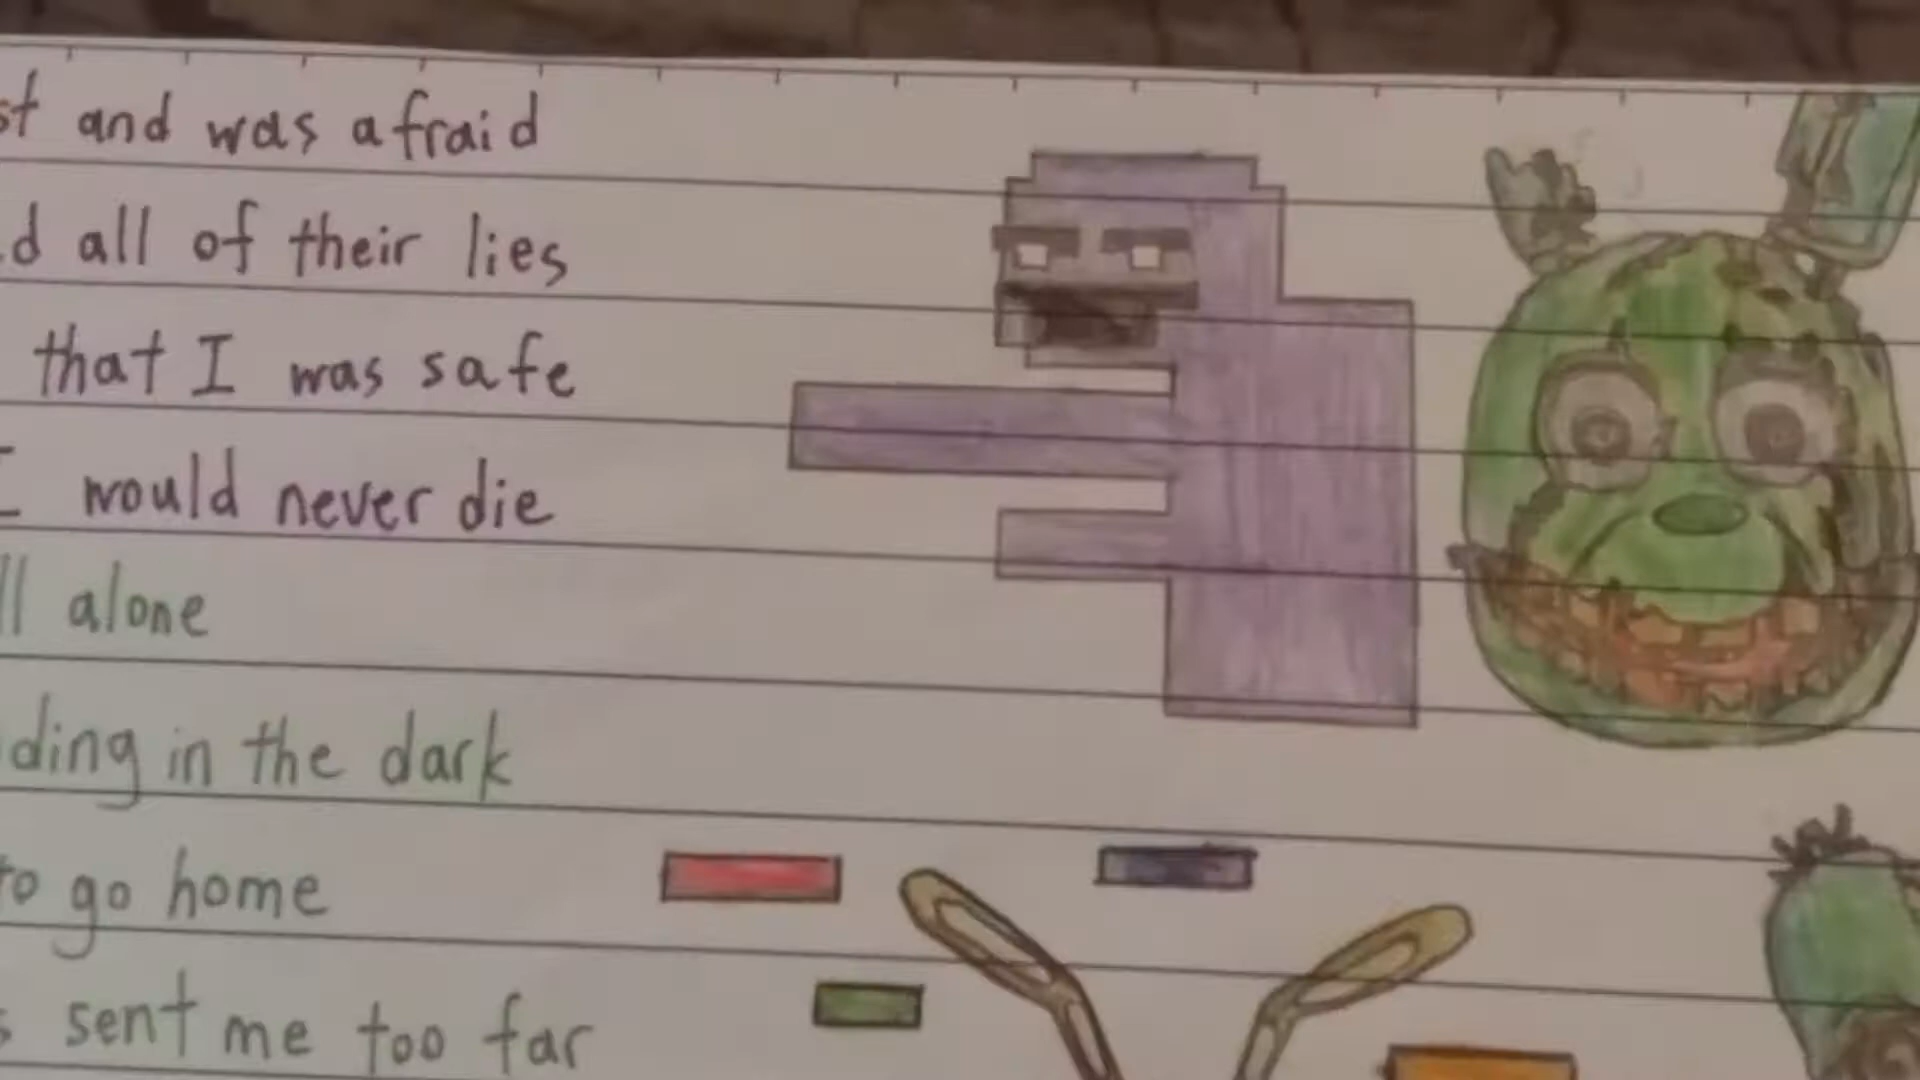 and was afraid
all of their lies
that I was safe
I would never die
alone
in the dark
to go home
sent me too far